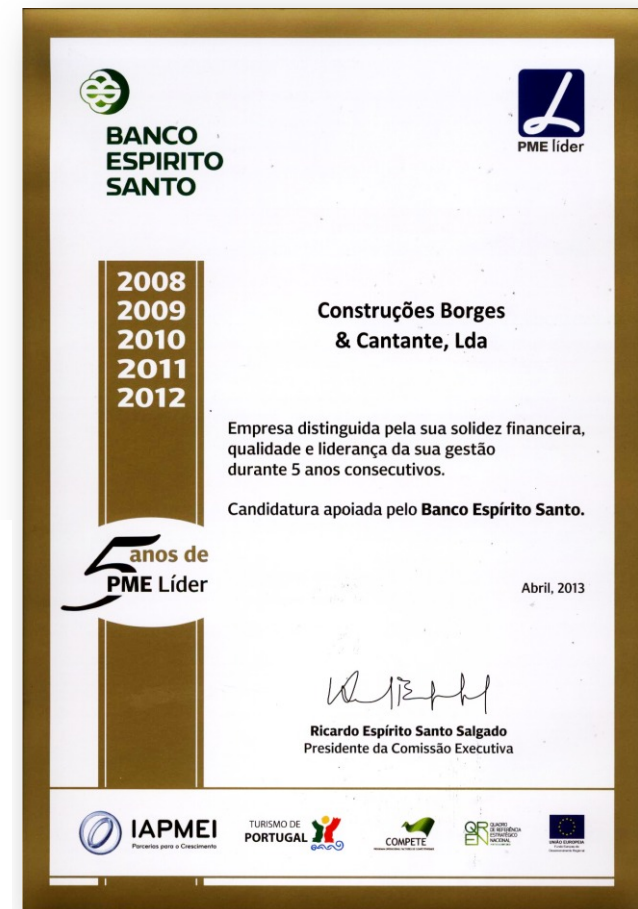 BANCO
ESPIRITO
SANTO
PME líder
2008
2009
2010
2011
2012
Construções Borges
& Cantante, Lda
Empresa distinguida pela sua solidez financeira,
qualidade e liderança da sua gestão
durante 5 anos consecutivos.
Candidatura apoiada pelo Banco Espírito Santo.
5 anos de
PME Líder
Abril, 2013
Ricardo Espírito Santo Salgado
Presidente da Comissão Executiva
IAPMEI
Parcerias para o Crescimento
TURISMO DE
PORTUGAL
COMPETE
QREN
QUADRO
DE REFERÊNCIA
ESTRATÉGICO
NACIONAL
UNIÃO EUROPEIA